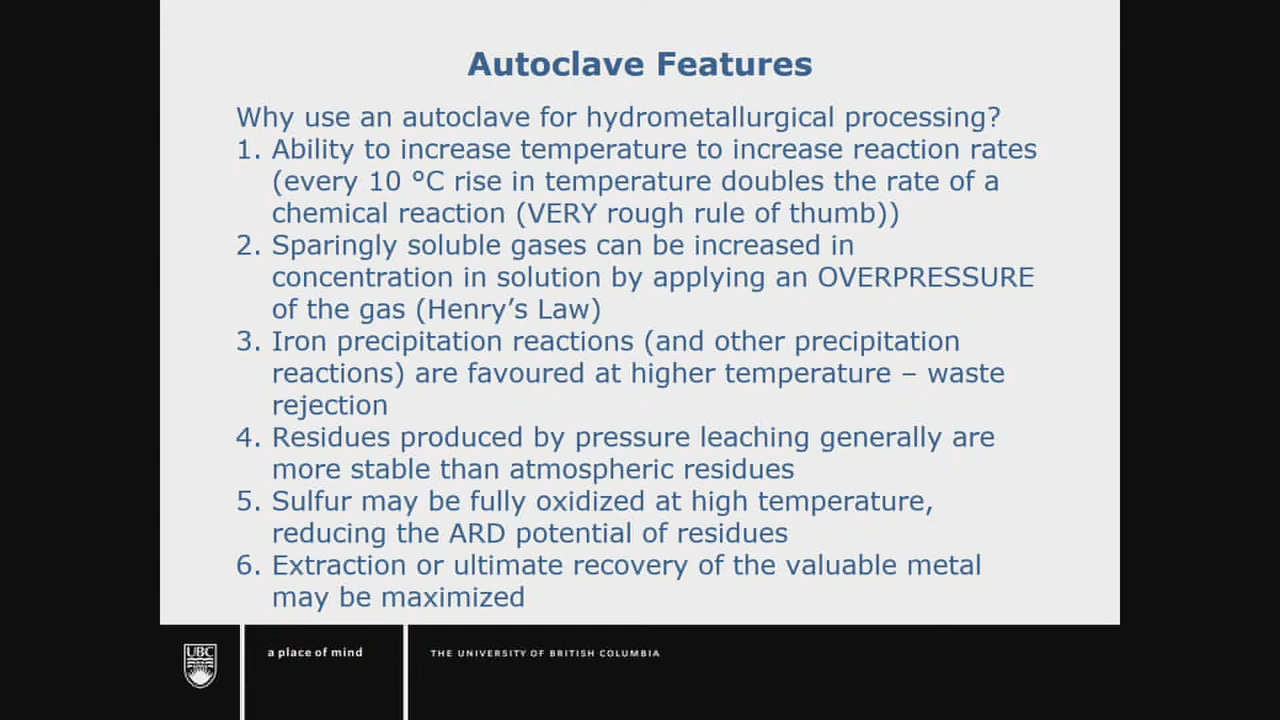 Autoclave Features
Why use an autoclave for hydrometallurgical processing?
1. Ability to increase temperature to increase reaction rates
(every 10 °C rise in temperature doubles the rate of a
chemical reaction (VERY rough rule of thumb))
2. Sparingly soluble gases can be increased in
concentration in solution by applying an OVERPRESSURE
of the gas (Henry’s Law)
3. Iron precipitation reactions (and other precipitation
reactions) are favoured at higher temperature – waste
rejection
4. Residues produced by pressure leaching generally are
more stable than atmospheric residues
5. Sulfur may be fully oxidized at high temperature,
reducing the ARD potential of residues
6. Extraction or ultimate recovery of the valuable metal
may be maximized
UBC
a place of mind
THE UNIVERSITY OF BRITISH COLUMBIA